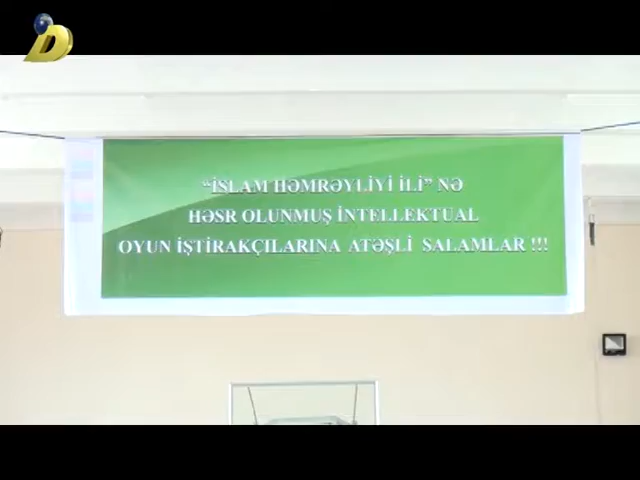 D
“İSLAM HƏMRƏYLİYİ İLİ” NƏ
HƏSR OLUNMUŞ İNTELLEKTUAL
OYUN İŞTİRAKÇILARINA ATƏŞLİ SALAMLAR !!!